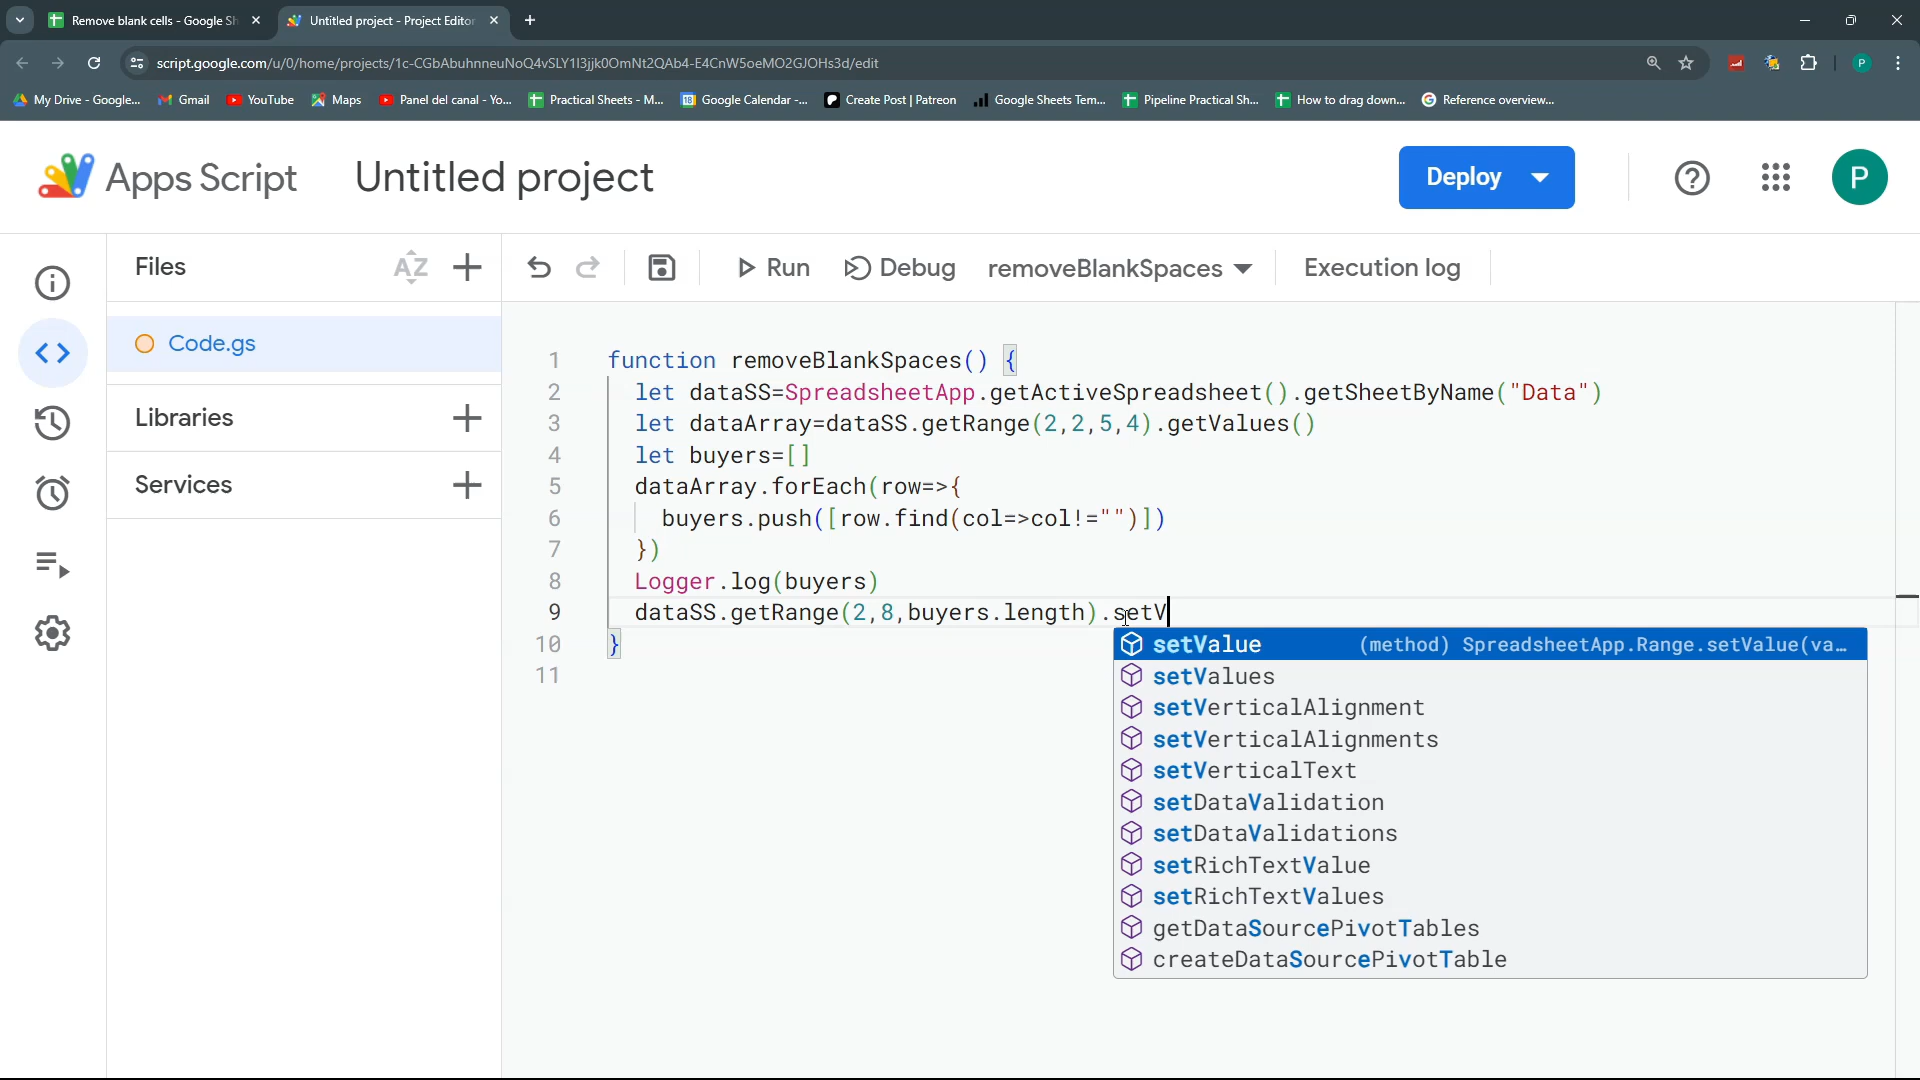 Remove blank cells - Google Sh
Untitled project - Project Editor
script.google.com/u/0/home/projects/1c-CGbAbuhnneuNoQ4vSLY1I3jjk0OmNt2QAb4-E4CnW5oeMO2GJOHs3d/edit
P
My Drive - Google...
Gmail
YouTube
Maps
Panel del canal - Yo...
Practical Sheets - M...
Google Calendar -...
Create Post | Patreon
Google Sheets Tem...
Pipeline Practical Sh...
How to drag down...
Reference overview...
Apps Script
Untitled project
Deploy
P
Files
AZ
Run
Debug
removeBlankSpaces
Execution log
Code.gs
Libraries
Services
1 function removeBlankSpaces() {
2 let dataSS=SpreadsheetApp.getActiveSpreadsheet().getSheetByName("Data")
3 let dataArray=dataSS.getRange(2,2,5,4).getValues()
4 let buyers=[]
5 dataArray.forEach(row=>{
6 buyers.push([row.find(col=>col!="")])
7 })
8 Logger.log(buyers)
9 dataSS.getRange(2,8,buyers.length).setV
10 }
11
setValue (method) SpreadsheetApp.Range.setValue(va…
setValues
setVerticalAlignment
setVerticalAlignments
setVerticalText
setDataValidation
setDataValidations
setRichTextValue
setRichTextValues
getDataSourcePivotTables
createDataSourcePivotTable